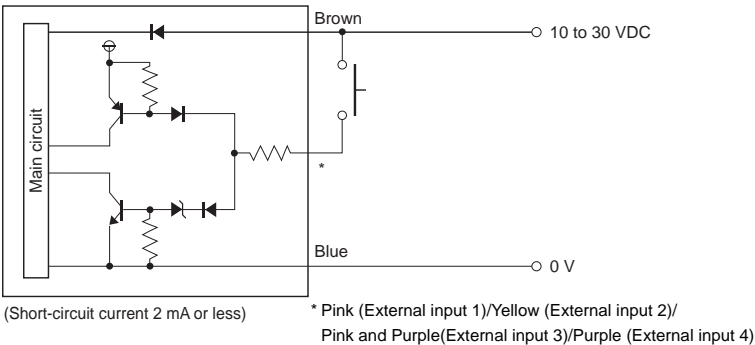 Brown
10 to 30 VDC
Main circuit
*
Blue
0 V
(Short-circuit current 2 mA or less)
* Pink (External input 1)/Yellow (External input 2)/
Pink and Purple(External input 3)/Purple (External input 4)